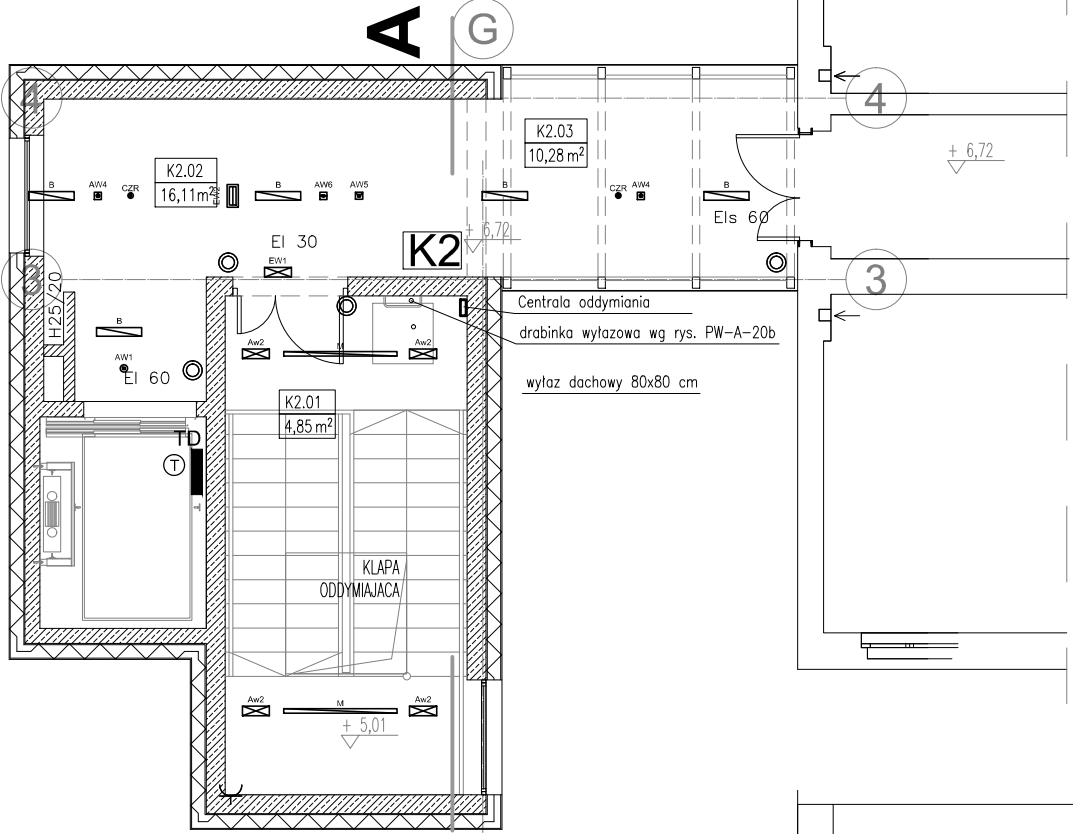 A
G
4
4
K2.03
10,28 m²
K2.02
16,11m²
+ 6,72
B
AW4
CZR
EW2
B
AW6
AW5
B
CZR
AW4
B
Els 60
EI 30
K2
+ 6,72
EW1
3
3
H25/20
Centrala oddymiania
drabinka wyłazowa wg rys. PW-A-20b
B
Aw2
M
Aw2
AW1
EI 60
wyłaz dachowy 80x80 cm
K2.01
4,85 m²
TD
T
KLAPA
ODDYMIAJACA
Aw2
M
Aw2
+ 5,01